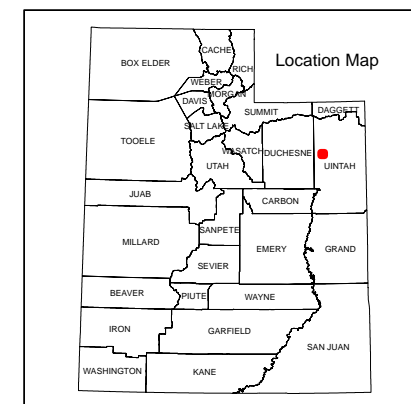 Location Map
BOX ELDER
CACHE
RICH
WEBER
MORGAN
DAVIS
SUMMIT
DAGGETT
SALT LAKE
TOOELE
WASATCH
DUCHESNE
UINTAH
UTAH
JUAB
CARBON
SANPETE
MILLARD
EMERY
GRAND
SEVIER
BEAVER
PIUTE
WAYNE
IRON
GARFIELD
SAN JUAN
WASHINGTON
KANE